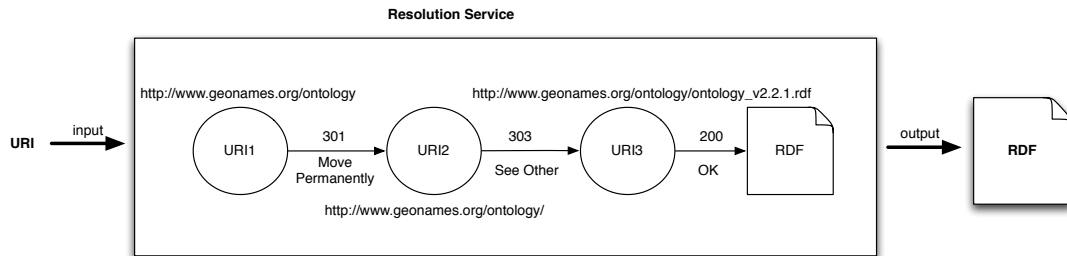 Resolution Service
http://www.geonames.org/ontology
http://www.geonames.org/ontology/ontology_v2.2.1.rdf
URI
input
URI1
301
Move
Permanently
URI2
303
See Other
URI3
200
OK
RDF
output
RDF
http://www.geonames.org/ontology/